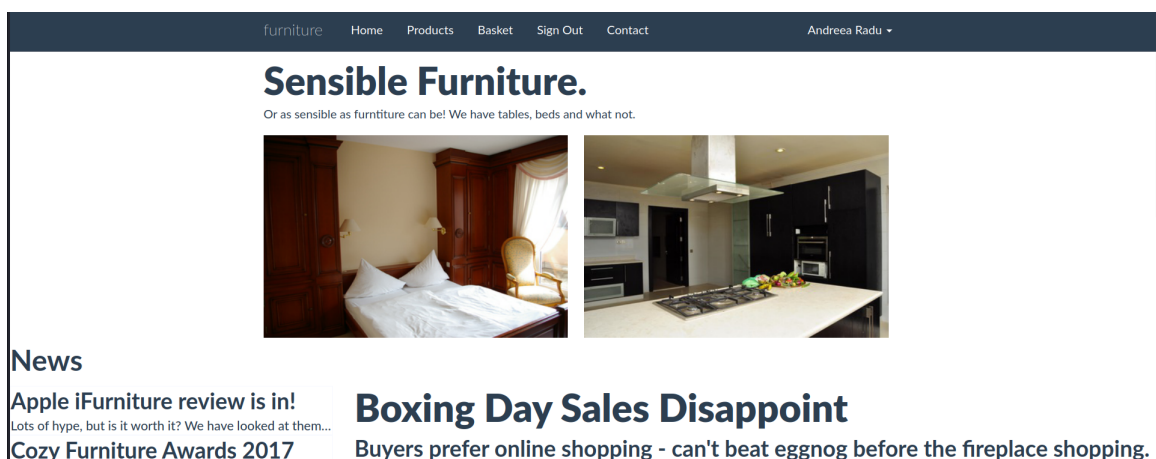 furniture Home Products Basket Sign Out Contact Andreea Radu
Sensible Furniture.
Or as sensible as furntiture can be! We have tables, beds and what not.
News
Apple iFurniture review is in!
Lots of hype, but is it worth it? We have looked at them...
Cozy Furniture Awards 2017
Boxing Day Sales Disappoint
Buyers prefer online shopping - can't beat eggnog before the fireplace shopping.